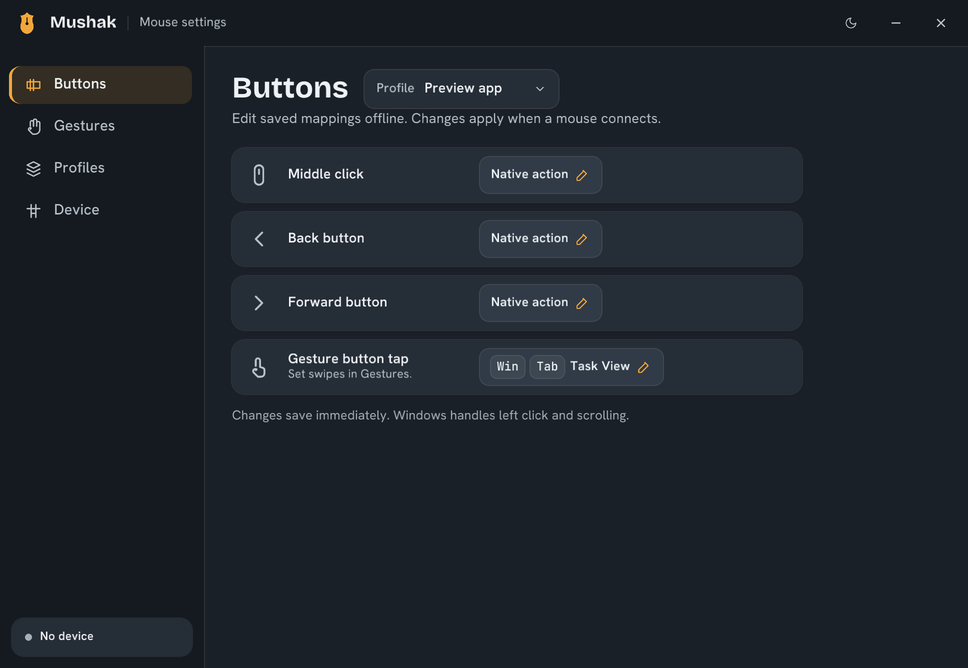 Mushak | Mouse settings
Buttons
Gestures
Profiles
Device
No device
Buttons
Profile Preview app
Edit saved mappings offline. Changes apply when a mouse connects.
Middle click Native action
Back button Native action
Forward button Native action
Gesture button tap
Set swipes in Gestures.
Win Tab Task View
Changes save immediately. Windows handles left click and scrolling.